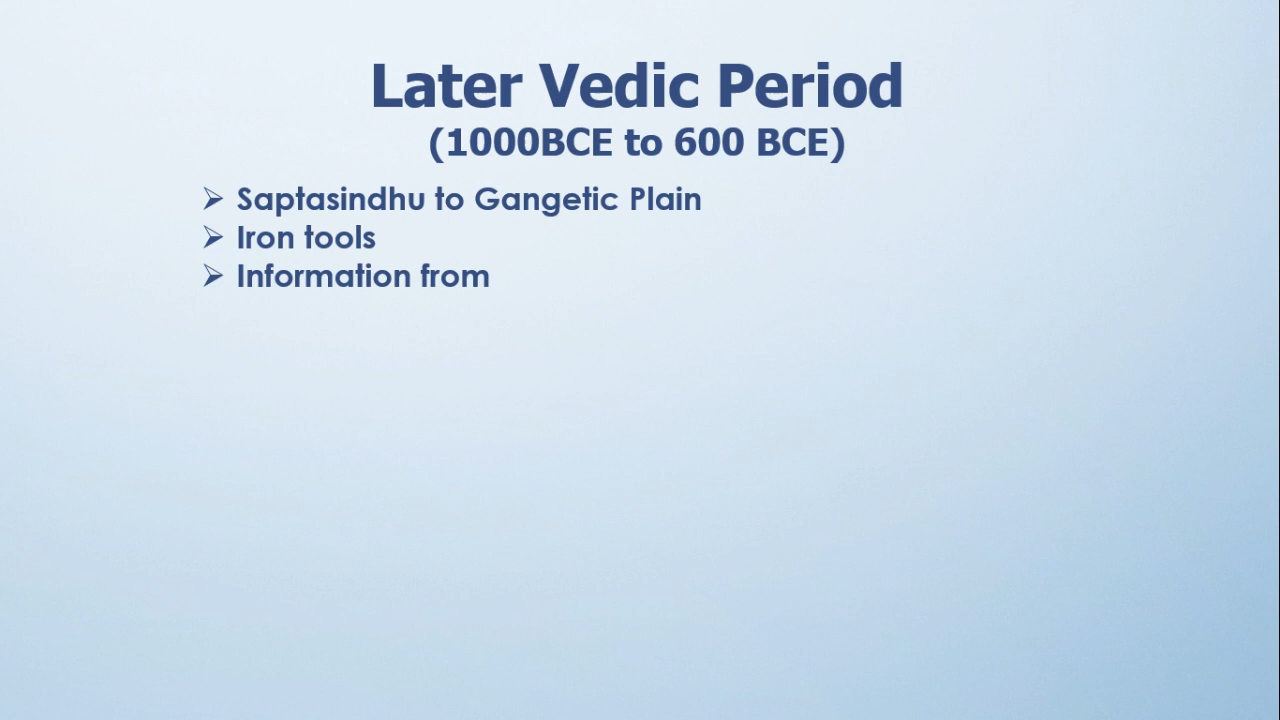 Later Vedic Period
(1000BCE to 600 BCE)
➢ Saptasindhu to Gangetic Plain
➢ Iron tools
➢ Information from